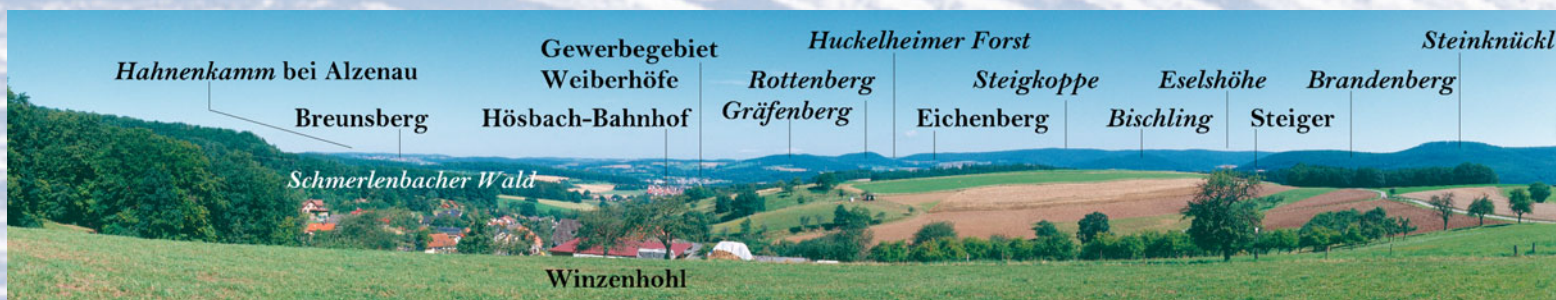 Hahnenkamm bei Alzenau
Breunsberg
Schmerlenbacher Wald
Gewerbegebiet
Weiberhöfe
Hösbach-Bahnhof
Winzenhohl
Huckelheimer Forst
Rottenberg
Gräfenberg
Steigkoppe
Eichenberg
Eselshöhe
Bischling
Steiger
Steinknückl
Brandenberg